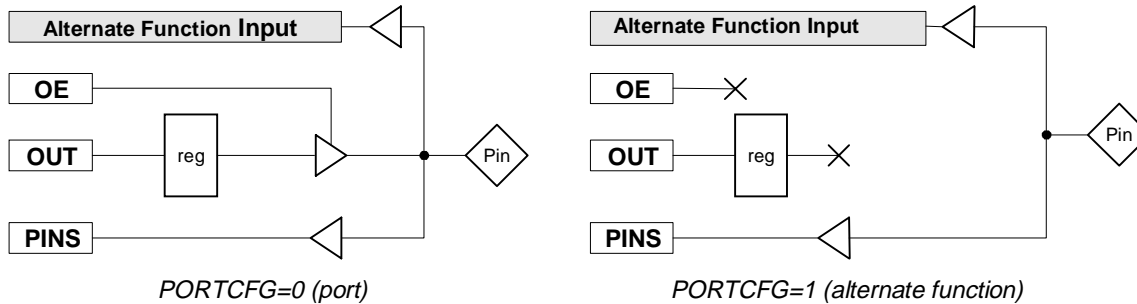 Alternate Function Input
OE
OUT
reg
Pin
PINS
PORTCFG=0 (port)
Alternate Function Input
OE
OUT
reg
Pin
PINS
PORTCFG=1 (alternate function)